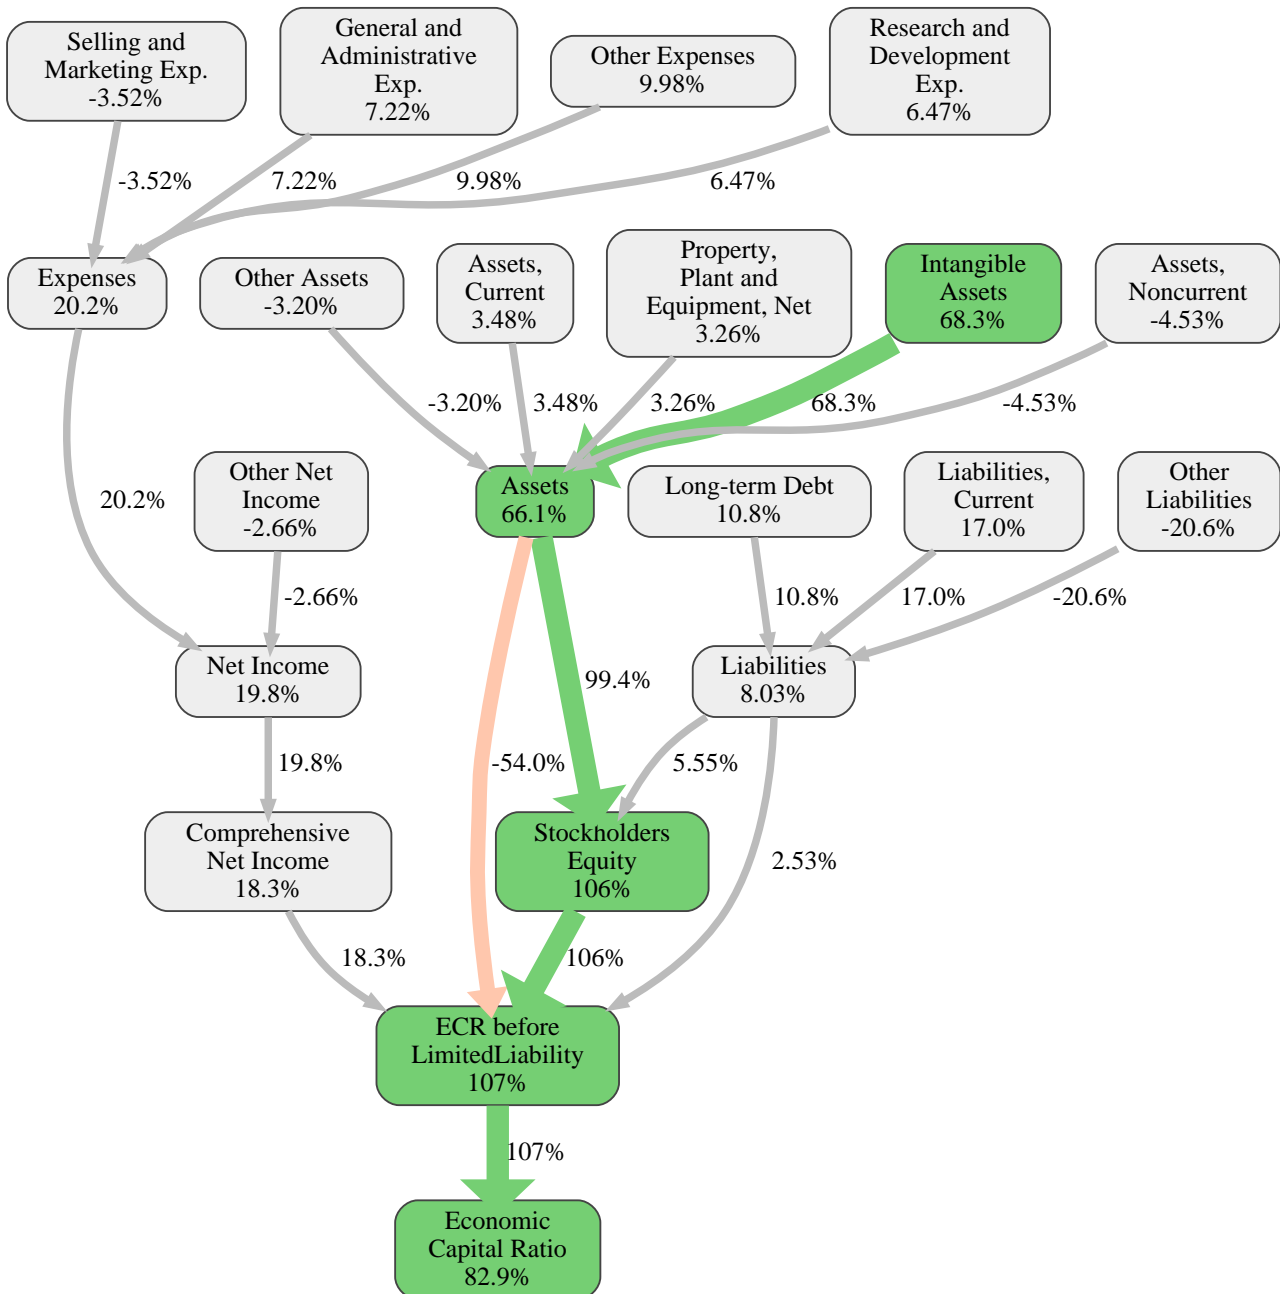 Selling and
Marketing Exp.
-3.52%
General and
Administrative
Exp.
7.22%
Other Expenses
9.98%
Research and
Development
Exp.
6.47%
-3.52%
7.22%
9.98%
6.47%
Expenses
20.2%
Other Assets
-3.20%
Assets,
Current
3.48%
Property,
Plant and
Equipment, Net
3.26%
Intangible
Assets
68.3%
Assets,
Noncurrent
-4.53%
-3.20%
3.48%
3.26%
68.3%
-4.53%
20.2%
Other Net
Income
-2.66%
Assets
66.1%
Long-term Debt
10.8%
Liabilities,
Current
17.0%
Other
Liabilities
-20.6%
-2.66%
10.8%
17.0%
-20.6%
Net Income
19.8%
99.4%
Liabilities
8.03%
19.8%
-54.0%
5.55%
Comprehensive
Net Income
18.3%
Stockholders
Equity
106%
2.53%
18.3%
106%
ECR before
LimitedLiability
107%
107%
Economic
Capital Ratio
82.9%